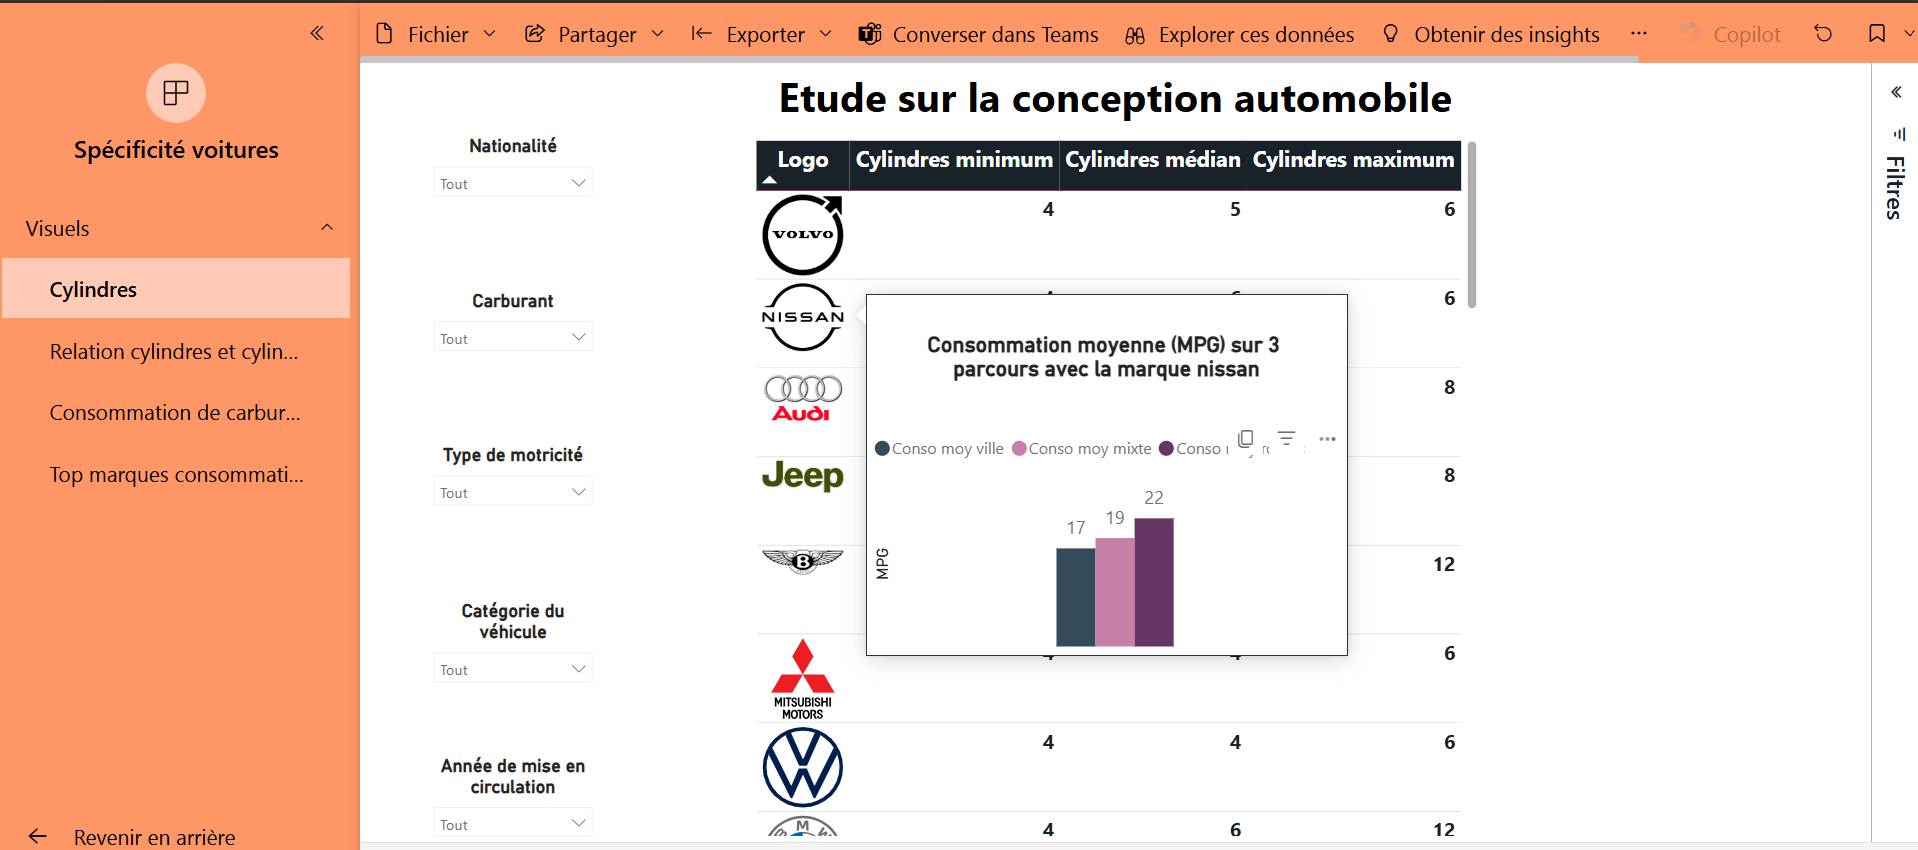 Fichier
Partager
Exporter
Converser dans Teams
Explorer ces données
Obtenir des insights
Copilot
Spécificité voitures
Visuels
Cylindres
Relation cylindres et cylin...
Consommation de carbur...
Top marques consommati...
Revenir en arrière
Etude sur la conception automobile
Nationalité
Tout
Carburant
Tout
Type de motricité
Tout
Catégorie du
véhicule
Tout
Année de mise en
circulation
Tout
Logo Cylindres minimum Cylindres médian Cylindres maximum
VOLVO 4 5 6
NISSAN 6
Audi 8
Jeep 8
B 12
MITSUBISHI
MOTORS 6
4 4 6
BMW 4 6 12
Consommation moyenne (MPG) sur 3
parcours avec la marque nissan
Conso moy ville Conso moy mixte Conso
MPG
17 19 22
Filtres